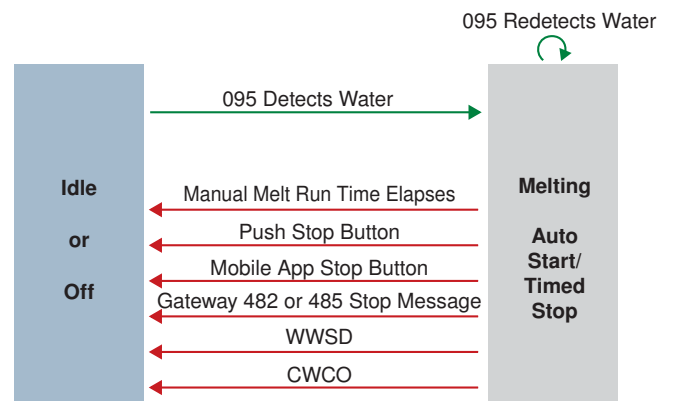 095 Redetects Water
095 Detects Water
Idle
or
Off
Manual Melt Run Time Elapses
Push Stop Button
Mobile App Stop Button
Gateway 482 or 485 Stop Message
WWSD
CWCO
Melting
Auto
Start/
Timed
Stop